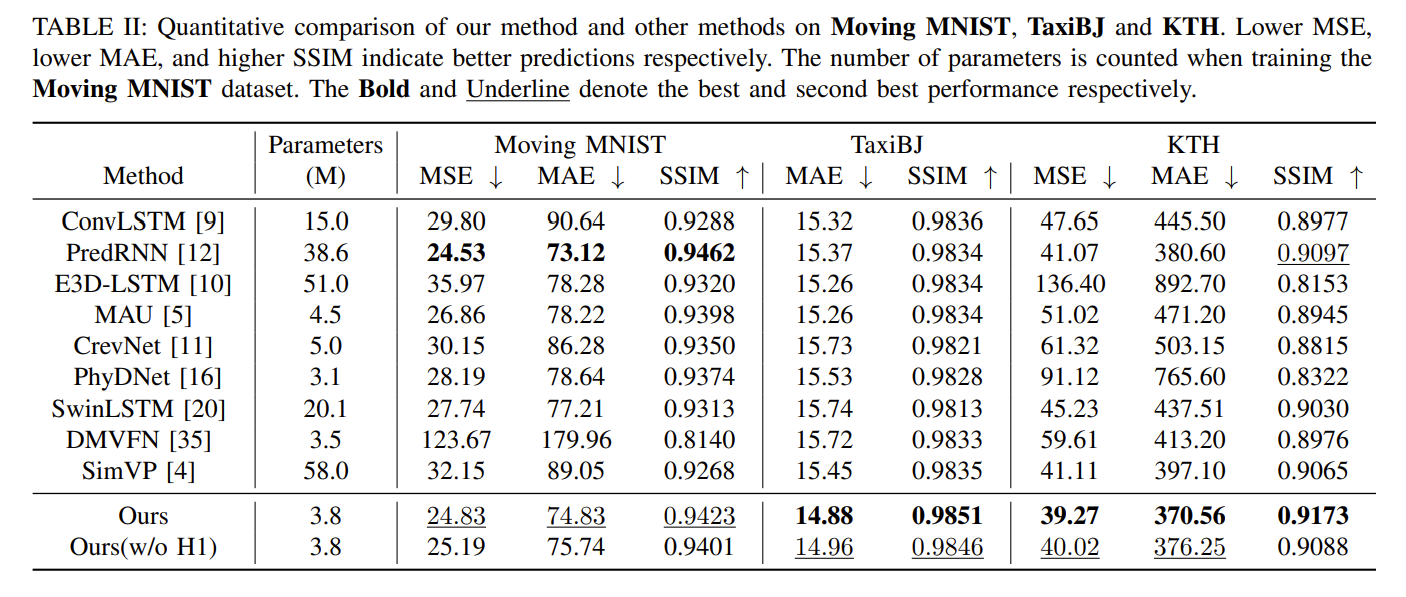 TABLE II: Quantitative comparison of our method and other methods on Moving MNIST, TaxiBJ and KTH. Lower MSE,
lower MAE, and higher SSIM indicate better predictions respectively. The number of parameters is counted when training the
Moving MNIST dataset. The Bold and Underline denote the best and second best performance respectively.
Parameters Moving MNIST TaxiBJ KTH
Method (M) MSE ↓ MAE ↓ SSIM ↑ MAE ↓ SSIM ↑ MSE ↓ MAE ↓ SSIM ↑
ConvLSTM [9] 15.0 29.80 90.64 0.9288 15.32 0.9836 47.65 445.50 0.8977
PredRNN [12] 38.6 24.53 73.12 0.9462 15.37 0.9834 41.07 380.60 0.9097
E3D-LSTM [10] 51.0 35.97 78.28 0.9320 15.26 0.9834 136.40 892.70 0.8153
MAU [5] 4.5 26.86 78.22 0.9398 15.26 0.9834 51.02 471.20 0.8945
CrevNet [11] 5.0 30.15 86.28 0.9350 15.73 0.9821 61.32 503.15 0.8815
PhyDNet [16] 3.1 28.19 78.64 0.9374 15.53 0.9828 91.12 765.60 0.8322
SwinLSTM [20] 20.1 27.74 77.21 0.9313 15.74 0.9813 45.23 437.51 0.9030
DMVFN [35] 3.5 123.67 179.96 0.8140 15.72 0.9833 59.61 413.20 0.8976
SimVP [4] 58.0 32.15 89.05 0.9268 15.45 0.9835 41.11 397.10 0.9065
Ours 3.8 24.83 74.83 0.9423 14.88 0.9851 39.27 370.56 0.9173
Ours(w/o H1) 3.8 25.19 75.74 0.9401 14.96 0.9846 40.02 376.25 0.9088